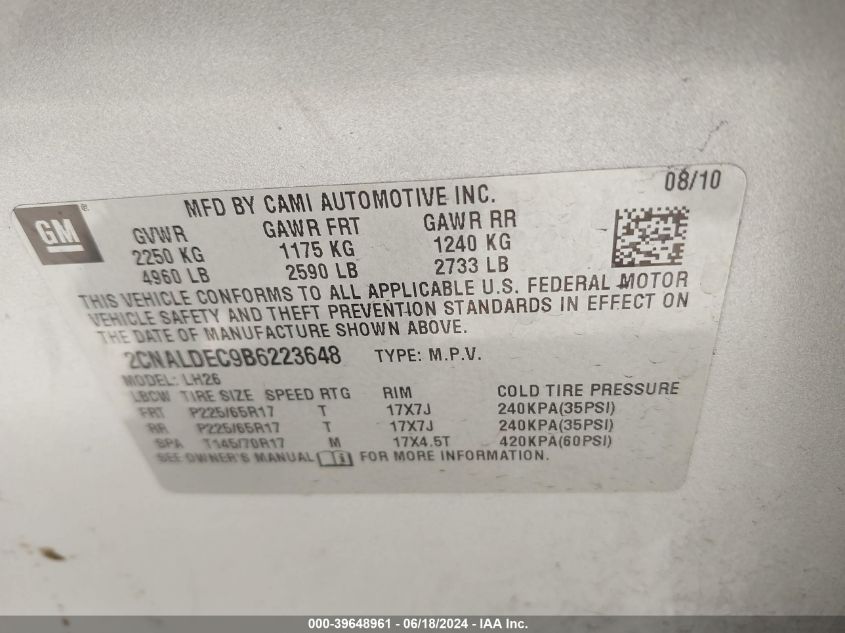 GM ®
MFD BY CAMI AUTOMOTIVE INC.
08/10
GVWR GAWR FRT GAWR RR
2250 KG 1175 KG 1240 KG
4960 LB 2590 LB 2733 LB
THIS VEHICLE CONFORMS TO ALL APPLICABLE U.S. FEDERAL MOTOR
VEHICLE SAFETY AND THEFT PREVENTION STANDARDS IN EFFECT ON
THE DATE OF MANUFACTURE SHOWN ABOVE.
2CNALDEC9B6223648 TYPE: M.P.V.
MODEL: LH26
LBCW TIRE SIZE SPEED RTG RIM COLD TIRE PRESSURE
FRT P225/65R17 T 17X7J 240KPA(35PSI)
RR P225/65R17 T 17X7J 240KPA(35PSI)
SPA T145/70R17 M 17X4.5T 420KPA(60PSI)
SEE OWNER'S MANUAL FOR MORE INFORMATION.
000-39648961 - 06/18/2024 - IAA Inc.